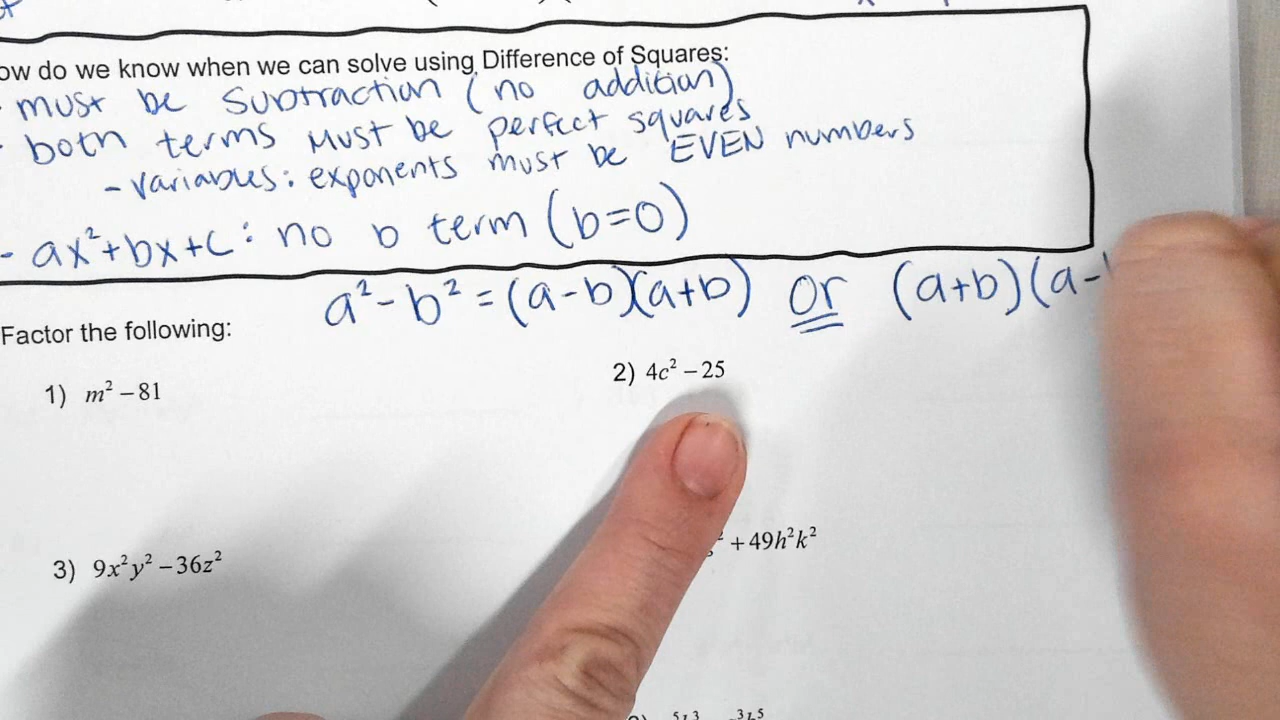 ow do we know when we can solve using Difference of Squares:
- must be subtraction (no addition)
- both terms must be perfect squares
- variables: exponents must be EVEN numbers
- ax²+bx+c: no b term (b=0)
a² - b² = (a-b)(a+b) or (a+b)(a-
Factor the following:
1) m² – 81
2) 4c² – 25
3) 9x²y² – 36z²
+ 49h²k²